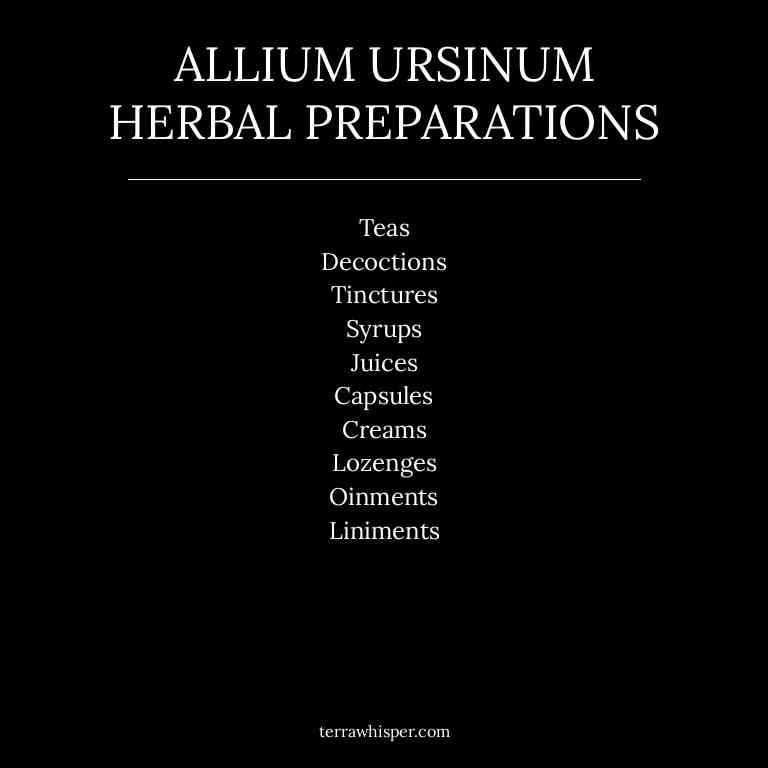 ALLIUM URSINUM
HERBAL PREPARATIONS
Teas
Decoctions
Tinctures
Syrups
Juices
Capsules
Creams
Lozenges
Oinments
Liniments
terrawhisper.com